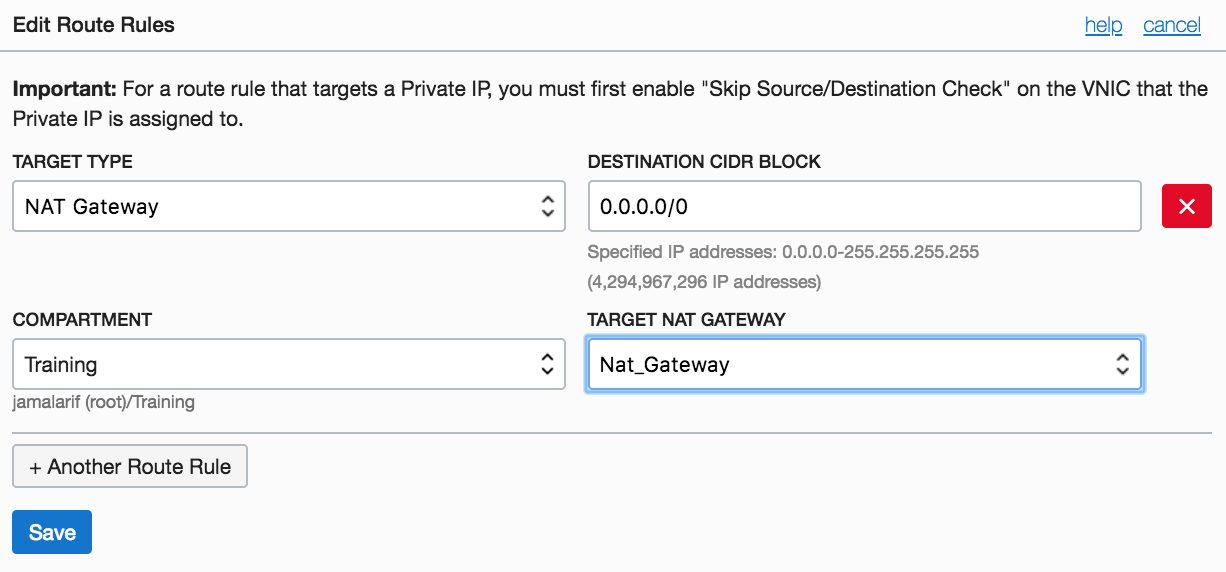 Edit Route Rules
help cancel
Important: For a route rule that targets a Private IP, you must first enable "Skip Source/Destination Check" on the VNIC that the
Private IP is assigned to.
TARGET TYPE
NAT Gateway
DESTINATION CIDR BLOCK
0.0.0.0/0
Specified IP addresses: 0.0.0.0-255.255.255.255
(4,294,967,296 IP addresses)
COMPARTMENT
Training
jamalarif (root)/Training
TARGET NAT GATEWAY
Nat_Gateway
+ Another Route Rule
Save